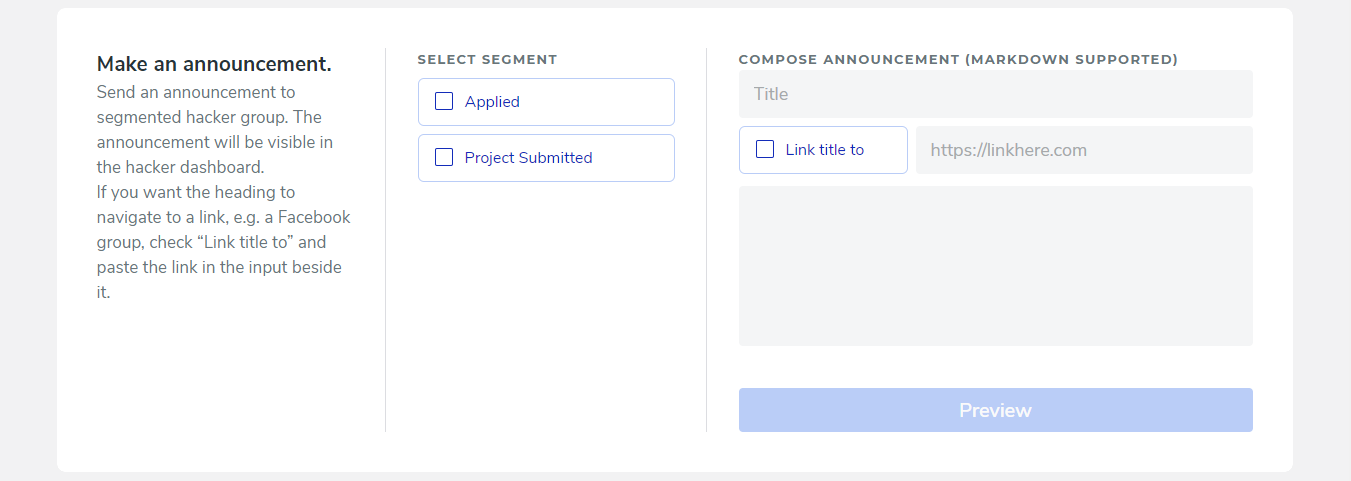 Make an announcement.
Send an announcement to
segmented hacker group. The
announcement will be visible in
the hacker dashboard.
If you want the heading to
navigate to a link, e.g. a Facebook
group, check “Link title to” and
paste the link in the input beside
it.
SELECT SEGMENT
Applied
Project Submitted
COMPOSE ANNOUNCEMENT (MARKDOWN SUPPORTED)
Title
Link title to
https://linkhere.com
Preview